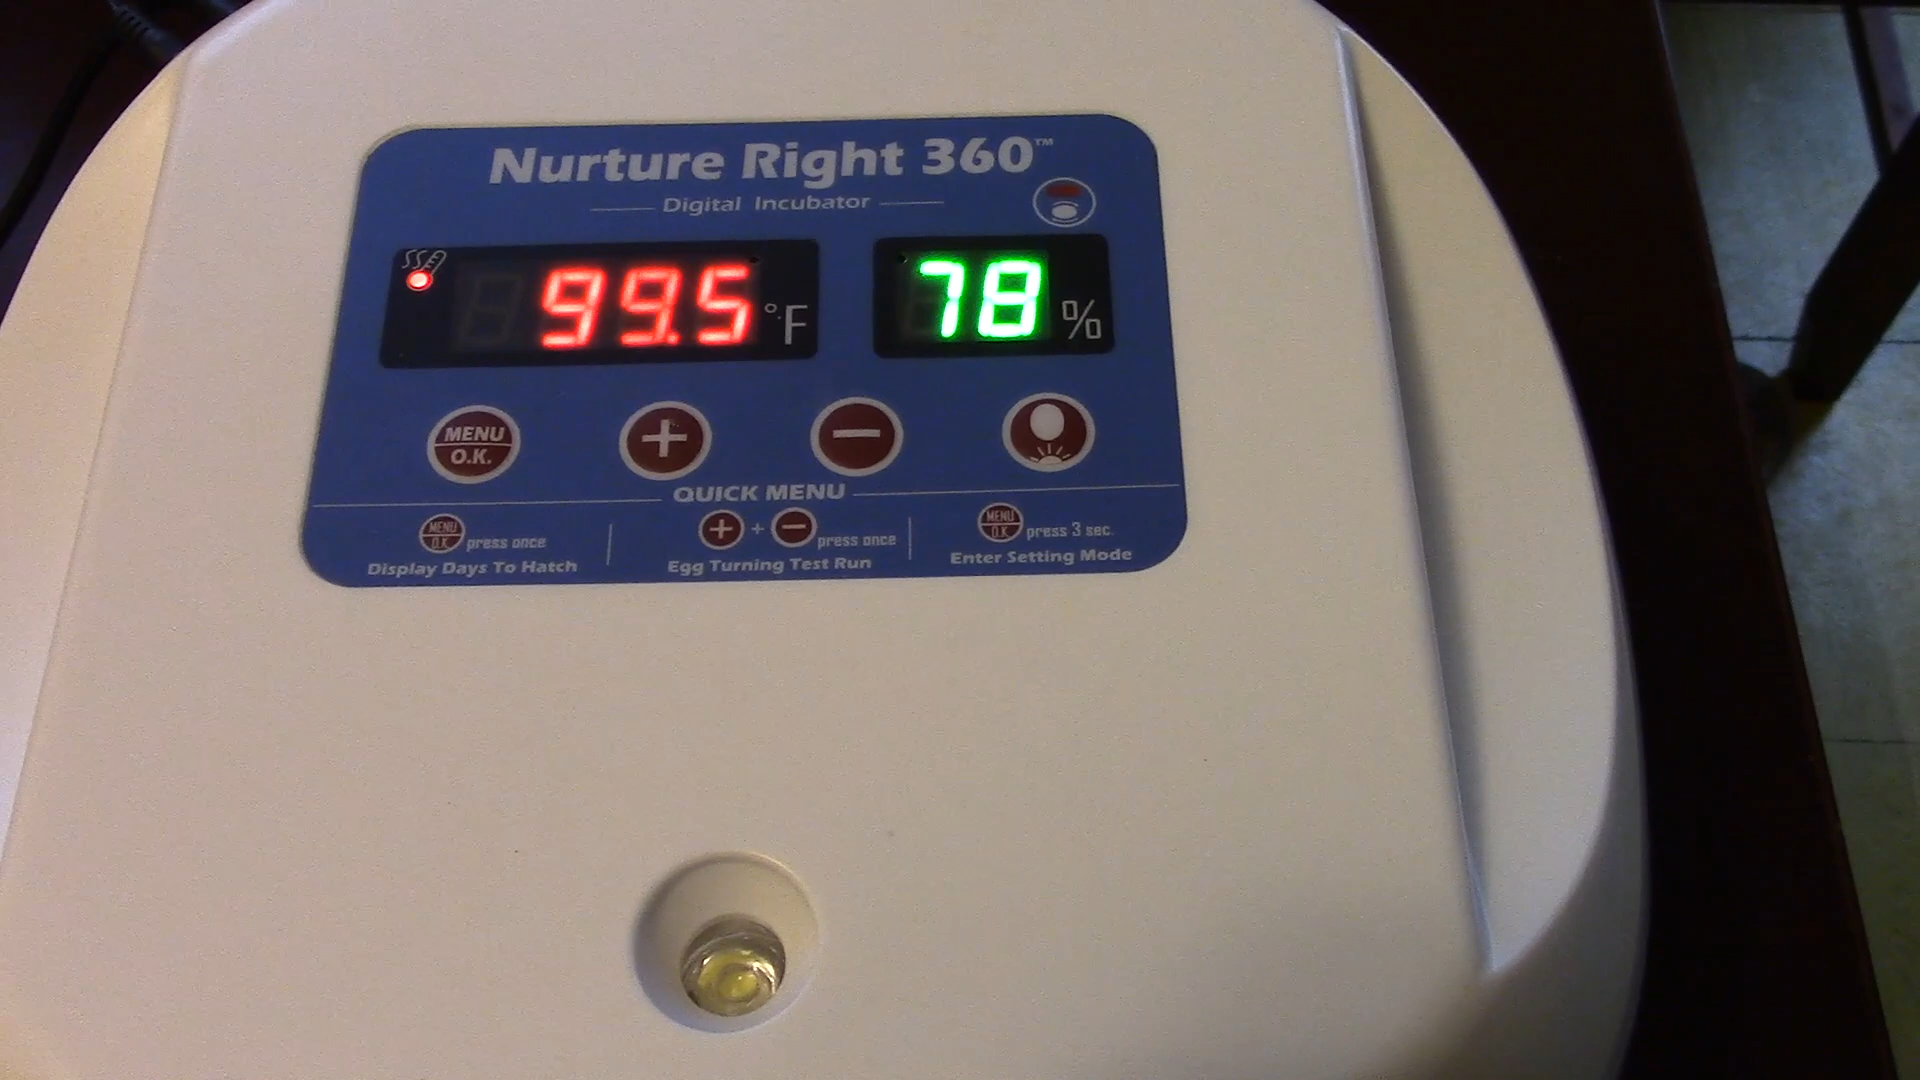 Nurture Right 360™
Digital Incubator
99.5 °F 78 %
MENU O.K. + −
QUICK MENU
MENU O.K. press once
Display Days To Hatch
+ + − press once
Egg Turning Test Run
MENU O.K. press 3 sec.
Enter Setting Mode